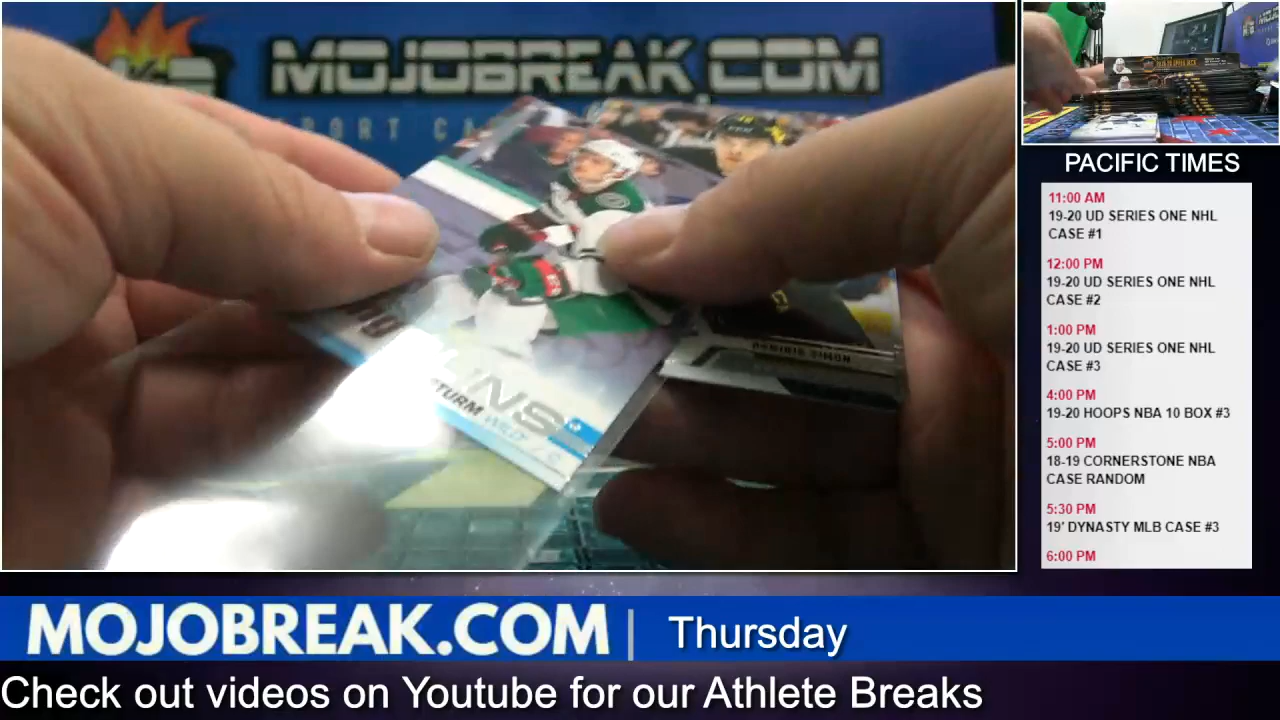 MOJOBREAK.COM
STURM WILD
DOMINIK SIMON
PACIFIC TIMES
11:00 AM
19-20 UD SERIES ONE NHL
CASE #1
12:00 PM
19-20 UD SERIES ONE NHL
CASE #2
1:00 PM
19-20 UD SERIES ONE NHL
CASE #3
4:00 PM
19-20 HOOPS NBA 10 BOX #3
5:00 PM
18-19 CORNERSTONE NBA
CASE RANDOM
5:30 PM
19' DYNASTY MLB CASE #3
6:00 PM
MOJOBREAK.COM | Thursday
Check out videos on Youtube for our Athlete Breaks